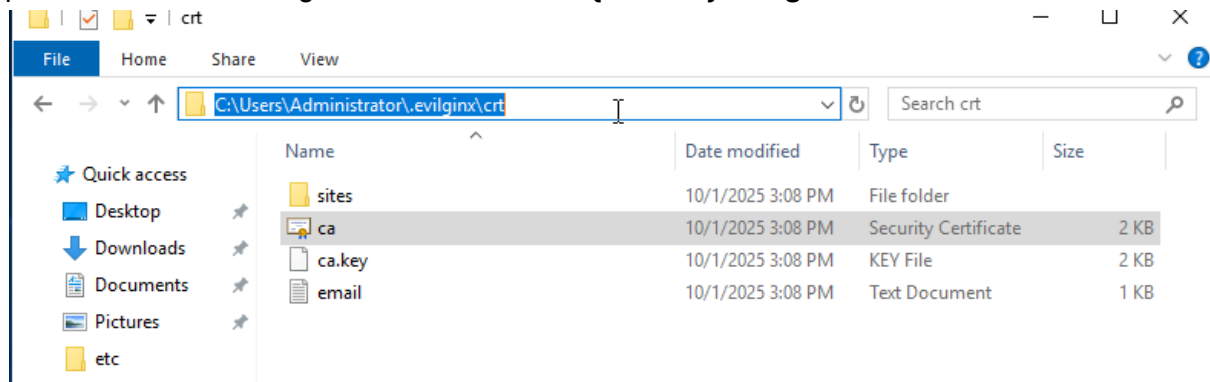 crt
File Home Share View
C:\Users\Administrator\.evilginx\crt
Search crt
Name Date modified Type Size
Quick access
Desktop
Downloads
Documents
Pictures
etc
sites 10/1/2025 3:08 PM File folder
ca 10/1/2025 3:08 PM Security Certificate 2 KB
ca.key 10/1/2025 3:08 PM KEY File 2 KB
email 10/1/2025 3:08 PM Text Document 1 KB